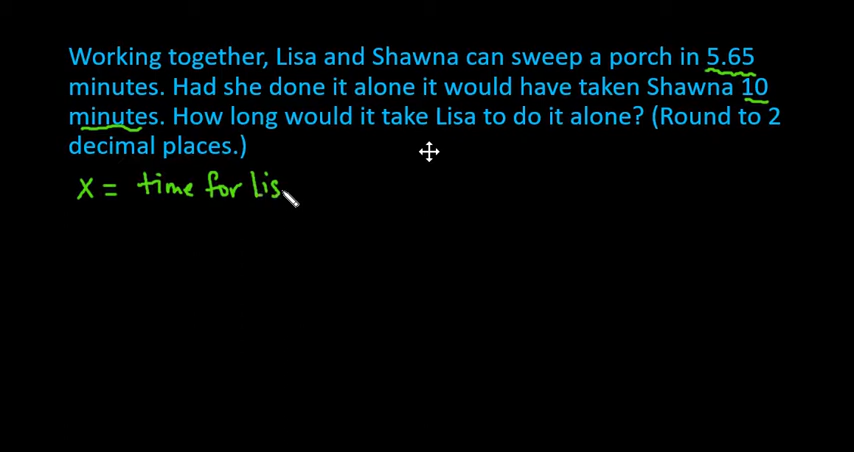 Working together, Lisa and Shawna can sweep a porch in 5.65
minutes. Had she done it alone it would have taken Shawna 10
minutes. How long would it take Lisa to do it alone? (Round to 2
decimal places.)
x = time for Lis